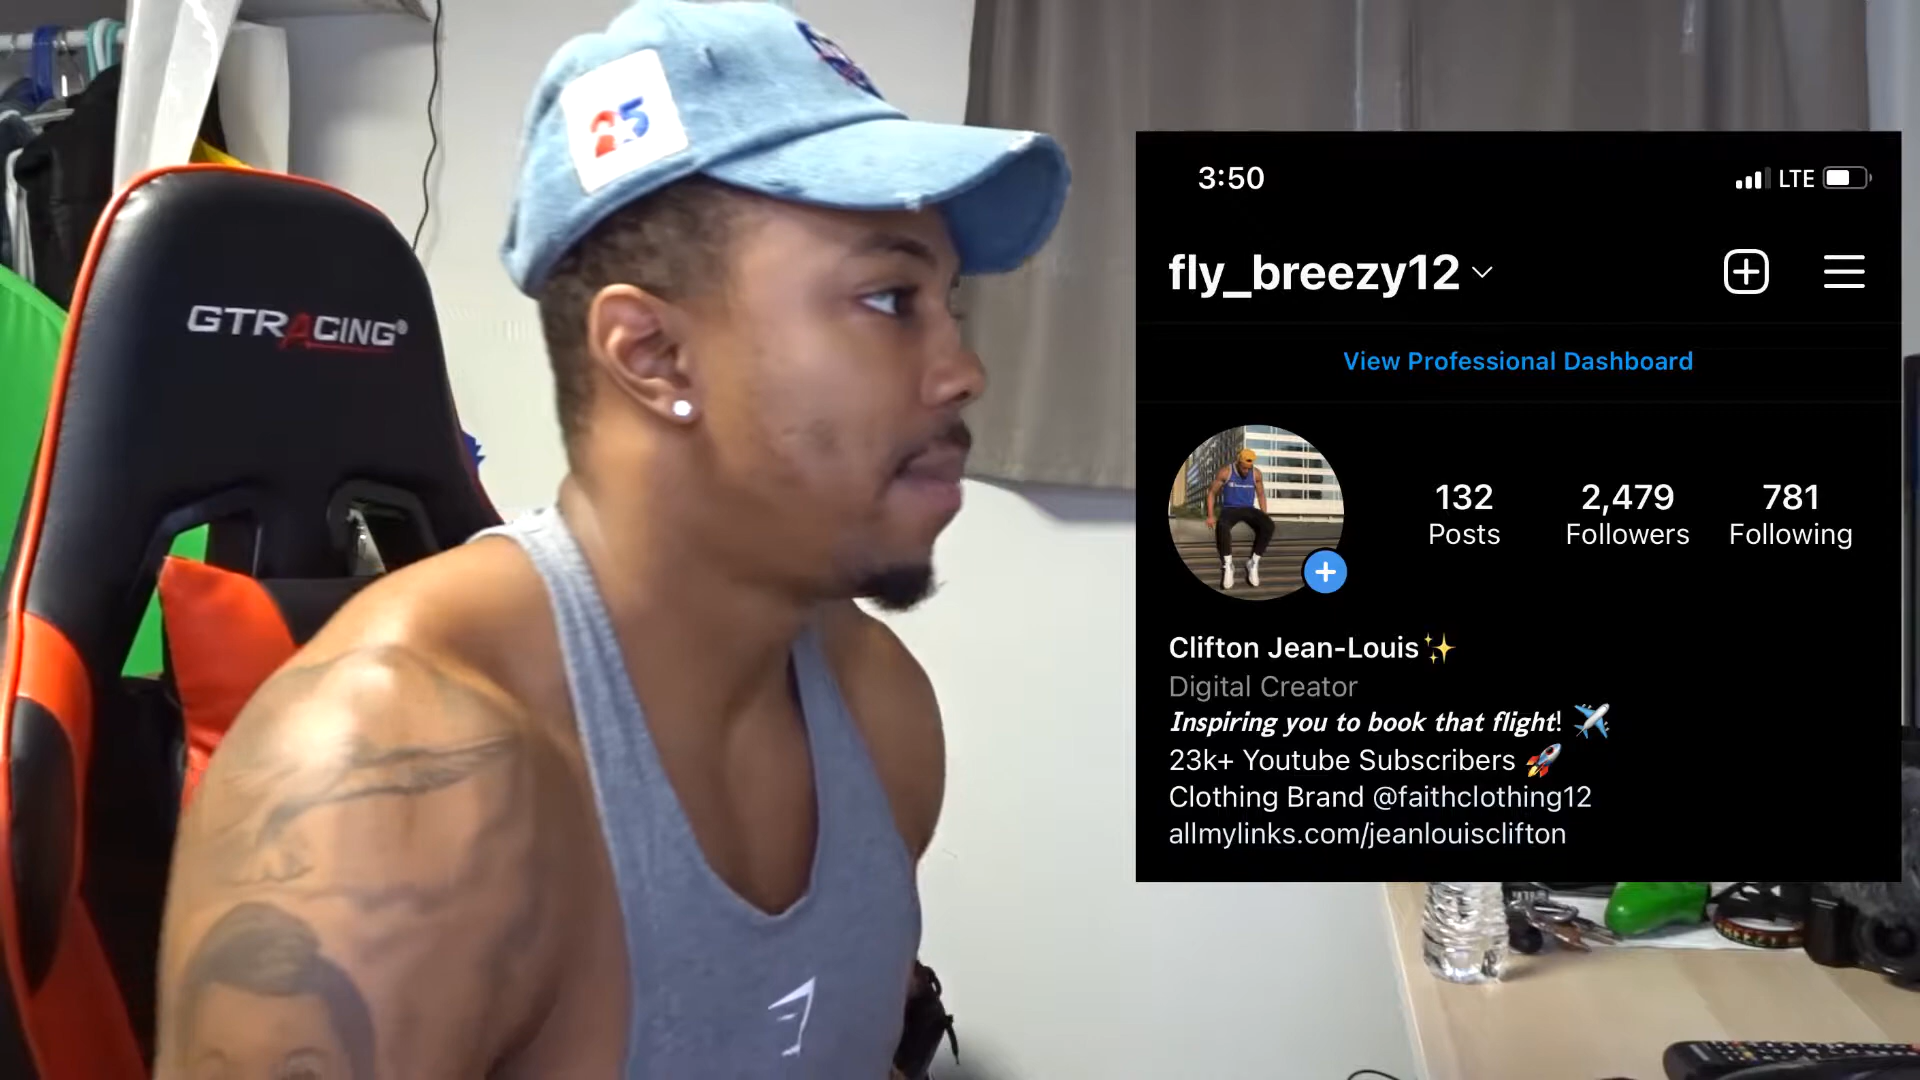 25
GTRACING®
3:50
LTE
fly_breezy12
View Professional Dashboard
132
Posts
2,479
Followers
781
Following
Clifton Jean-Louis✨
Digital Creator
Inspiring you to book that flight! ✈️
23k+ Youtube Subscribers 🚀
Clothing Brand @faithclothing12
allmylinks.com/jeanlouisclifton